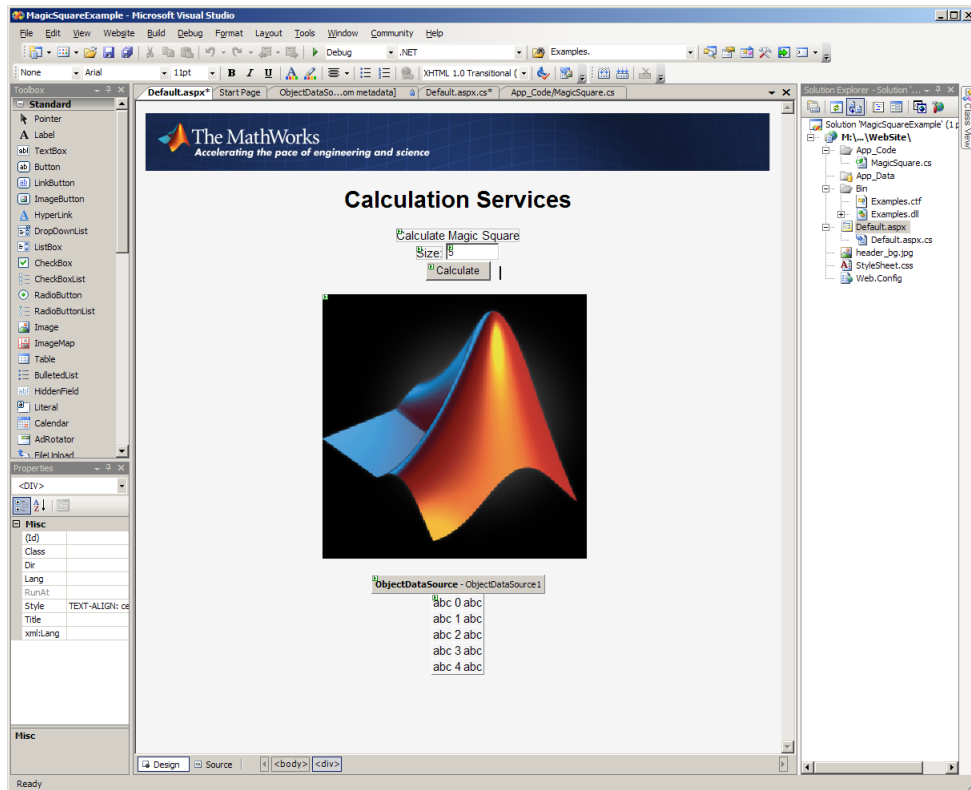 MagicSquareExample - Microsoft Visual Studio
File Edit View Website Build Debug Format Layout Tools Window Community Help
Debug .NET Examples.
None Arial 11pt B I U A XHTML 1.0 Transitional (
Toolbox
Standard
Pointer
A Label
abl TextBox
ab Button
ab LinkButton
ImageButton
A HyperLink
DropDownList
ListBox
CheckBox
CheckBoxList
RadioButton
RadioButtonList
Image
ImageMap
Table
BulletedList
abl HiddenField
Literal
Calendar
AdRotator
FileUpload
Properties
<DIV>
Misc
(Id)
Class
Dir
Lang
RunAt
Style TEXT-ALIGN: ce
Title
xml:Lang
Misc
Default.aspx* Start Page ObjectDataSo...om metadata] Default.aspx.cs* App_Code/MagicSquare.cs
The MathWorks
Accelerating the pace of engineering and science
Calculation Services
Calculate Magic Square
Size: 5
Calculate
ObjectDataSource - ObjectDataSource1
abc 0 abc
abc 1 abc
abc 2 abc
abc 3 abc
abc 4 abc
Design Source <body> <div>
Solution Explorer - Solution '...
Solution 'MagicSquareExample' (1 p
M:\...\WebSite\
App_Code
MagicSquare.cs
App_Data
Bin
Examples.ctf
Examples.dll
Default.aspx
Default.aspx.cs
header_bg.jpg
StyleSheet.css
Web.Config
Class View
Ready